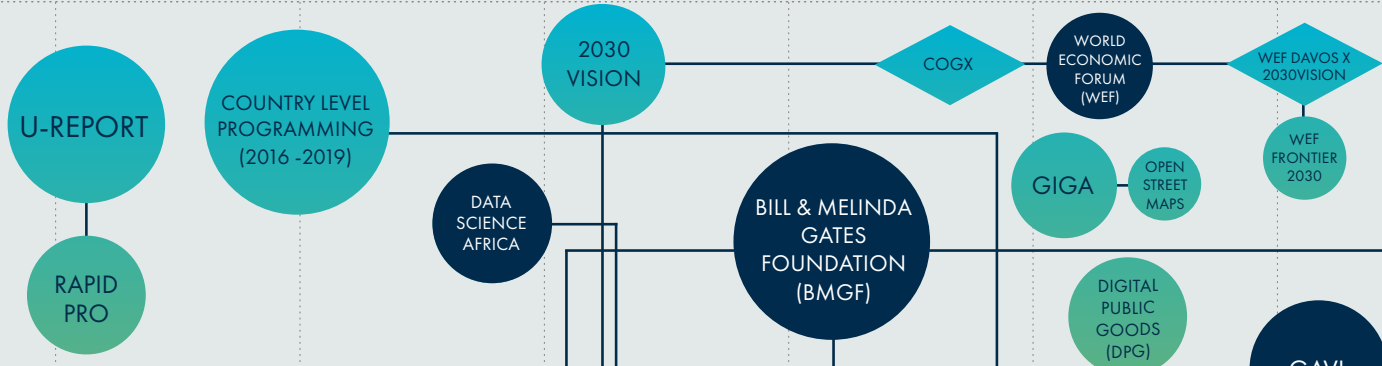 U-REPORT
RAPID
PRO
COUNTRY LEVEL
PROGRAMMING
(2016 -2019)
2030
VISION
DATA
SCIENCE
AFRICA
BILL & MELINDA
GATES
FOUNDATION
(BMGF)
COGX
WORLD
ECONOMIC
FORUM
(WEF)
WEF DAVOS X
2030VISION
WEF
FRONTIER
2030
GIGA
OPEN
STREET
MAPS
DIGITAL
PUBLIC
GOODS
(DPG)
GAVI